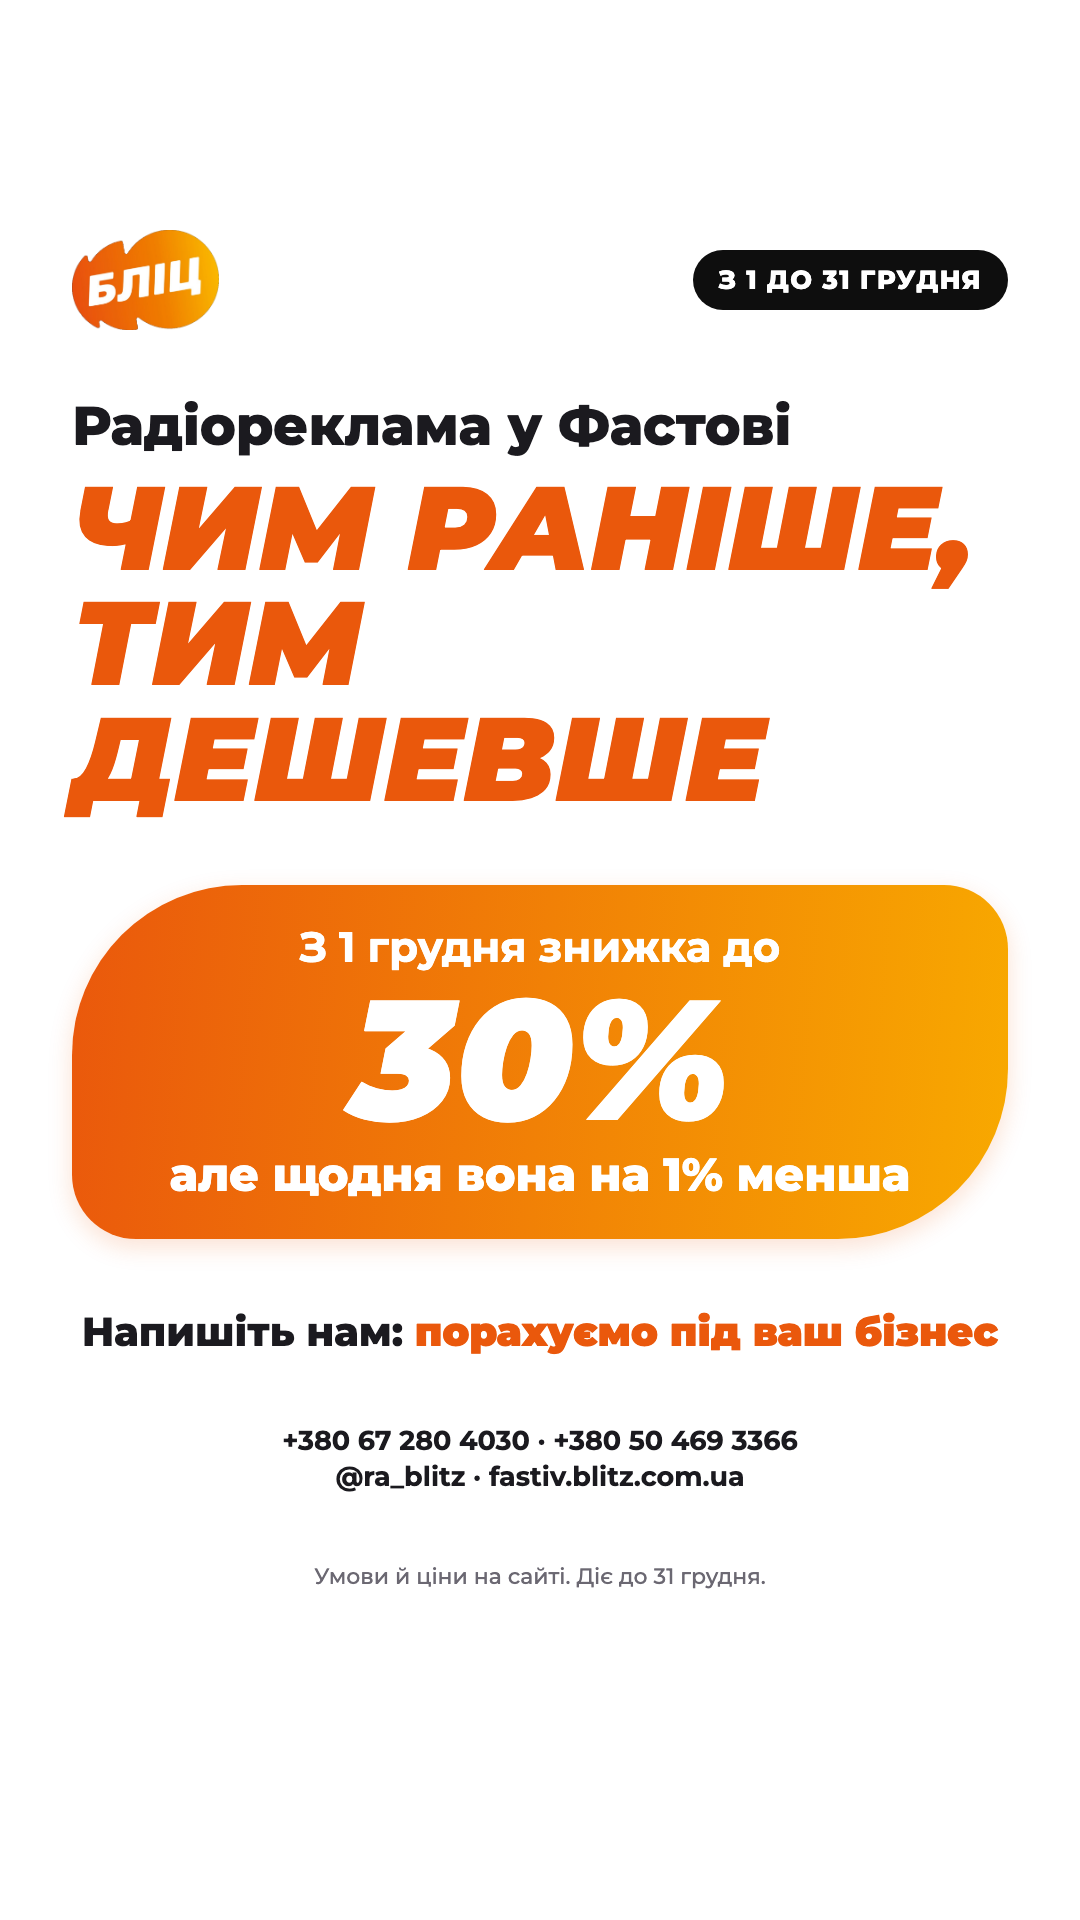 БЛІЦ
З 1 ДО 31 ГРУДНЯ
Радіореклама у Фастові
ЧИМ РАНІШЕ,
ТИМ
ДЕШЕВШЕ
З 1 грудня знижка до
30%
але щодня вона на 1% менша
Напишіть нам: порахуємо під ваш бізнес
+380 67 280 4030 · +380 50 469 3366
@ra_blitz · fastiv.blitz.com.ua
Умови й ціни на сайті. Діє до 31 грудня.